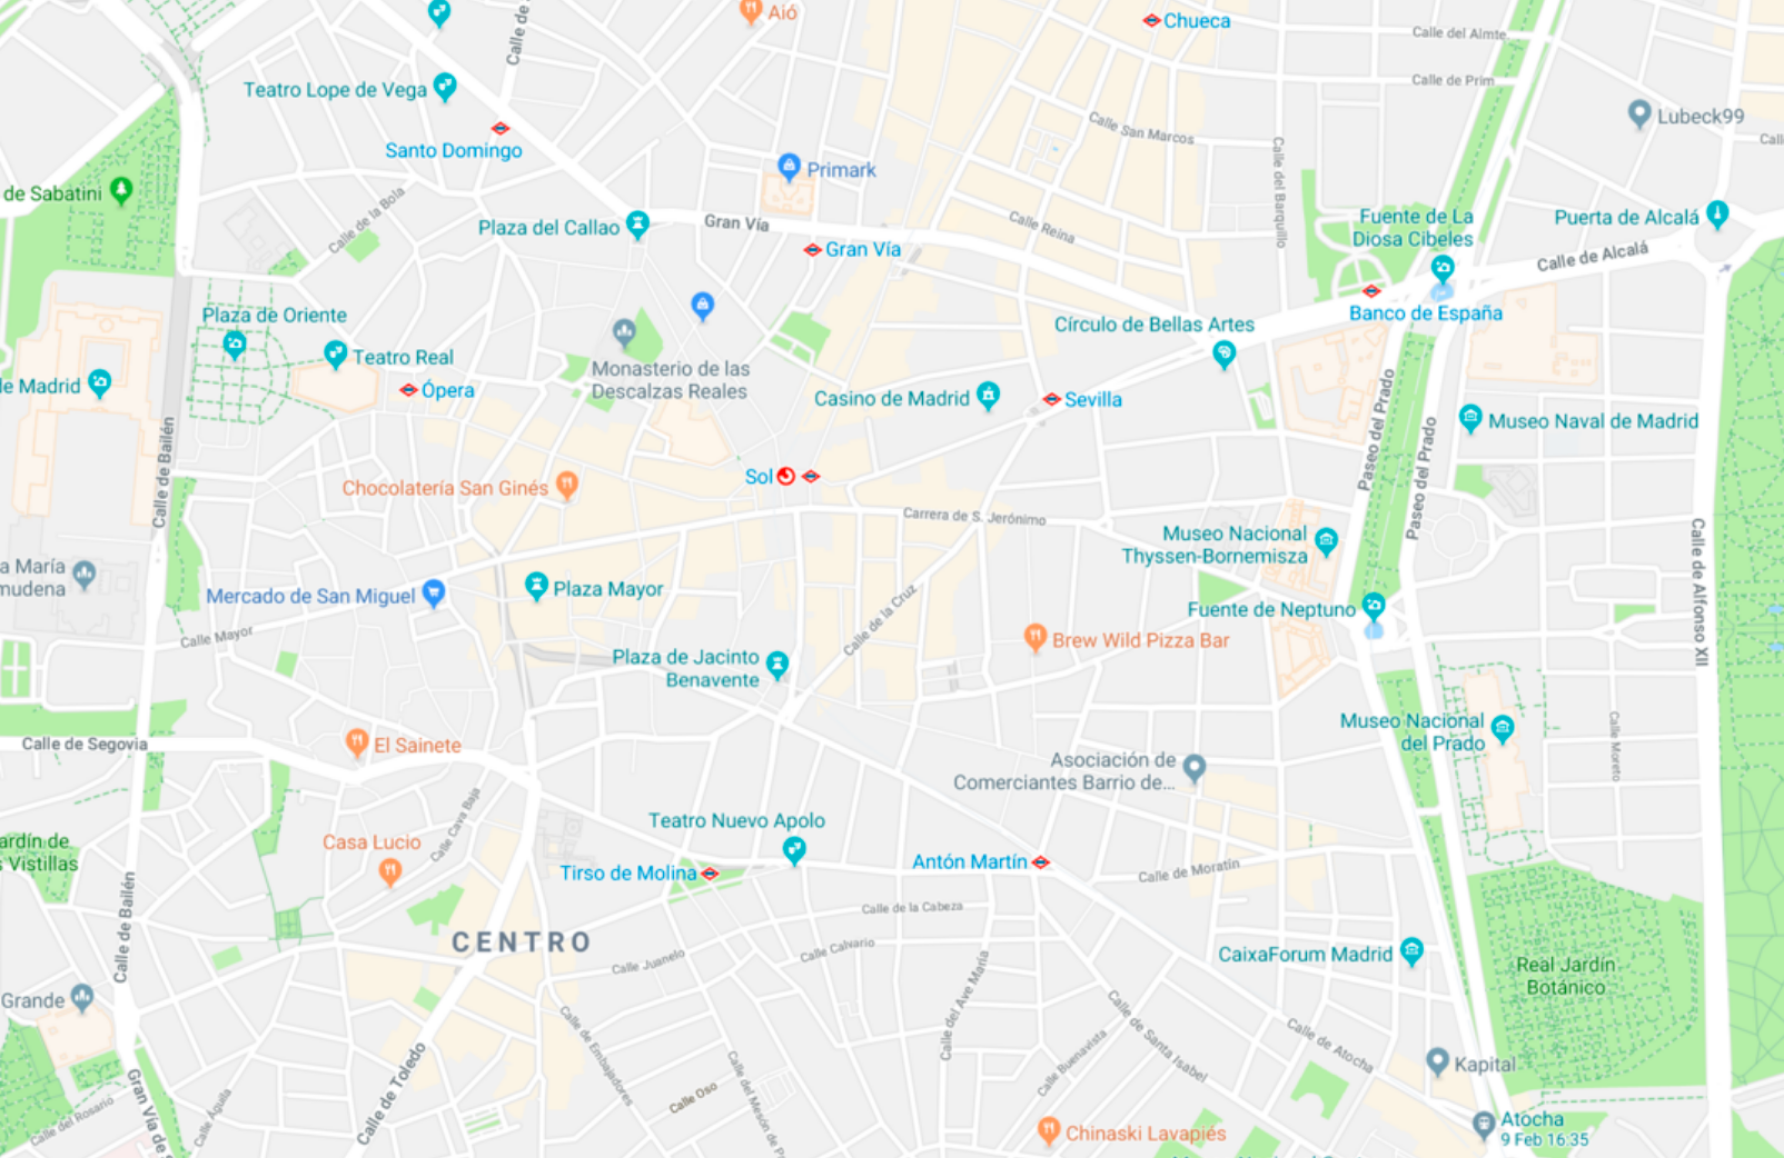 Aió
Chueca
Calle de
Calle del Almte.
Calle de Prim
Teatro Lope de Vega
Lubeck99
Calle San Marcos
Calle
Santo Domingo
Primark
Calle del Barquillo
de Sabatini
Calle de la Bola
Plaza del Callao
Gran Vía
Calle Reina
Fuente de La
Diosa Cibeles
Puerta de Alcalá
Gran Vía
Calle de Alcalá
Plaza de Oriente
Banco de España
Círculo de Bellas Artes
Teatro Real
Monasterio de las
Descalzas Reales
de Madrid
Ópera
Casino de Madrid
Sevilla
Paseo del Prado
Museo Naval de Madrid
Calle de Bailén
Paseo del Prado
Sol
Chocolatería San Ginés
Carrera de S. Jerónimo
Museo Nacional
Thyssen-Bornemisza
Calle de Alfonso XII
a María
mudena
Mercado de San Miguel
Plaza Mayor
Fuente de Neptuno
Calle Mayor
Calle de la Cruz
Brew Wild Pizza Bar
Plaza de Jacinto
Benavente
Museo Nacional
del Prado
Calle Moreto
Calle de Segovia
El Sainete
Asociación de
Comerciantes Barrio de...
Calle Cava Baja
Teatro Nuevo Apolo
ardín de
s Vistillas
Casa Lucio
Tirso de Molina
Antón Martín
Calle de Moratín
Calle de Bailén
Calle de la Cabeza
CENTRO
Calle Juanelo
Calle Calvario
CaixaForum Madrid
Real Jardín
Botánico
Grande
Calle del Ave María
Calle de Santa Isabel
Calle de Atocha
Calle de Embajadores
Calle Buenavista
Kapital
Calle de Toledo
Calle Oso
Calle del Mesón de P
Gran Vía de S
Calle del Rosario
Calle Águila
Chinaski Lavapiés
Atocha
9 Feb 16:35